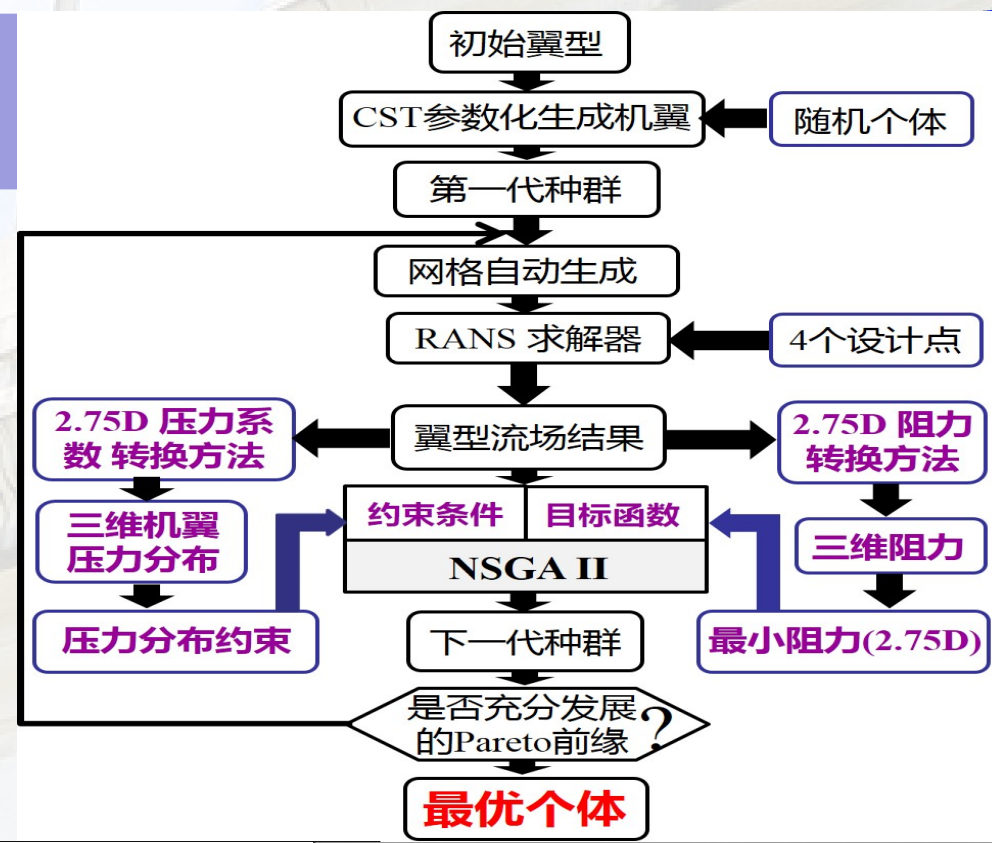 初始翼型
CST参数化生成机翼
随机个体
第一代种群
网格自动生成
RANS 求解器
4个设计点
2.75D 压力系
数 转换方法
翼型流场结果
2.75D 阻力
转换方法
三维机翼
压力分布
约束条件
目标函数
NSGA II
三维阻力
压力分布约束
下一代种群
最小阻力(2.75D)
是否充分发展
的Pareto前缘
?
最优个体